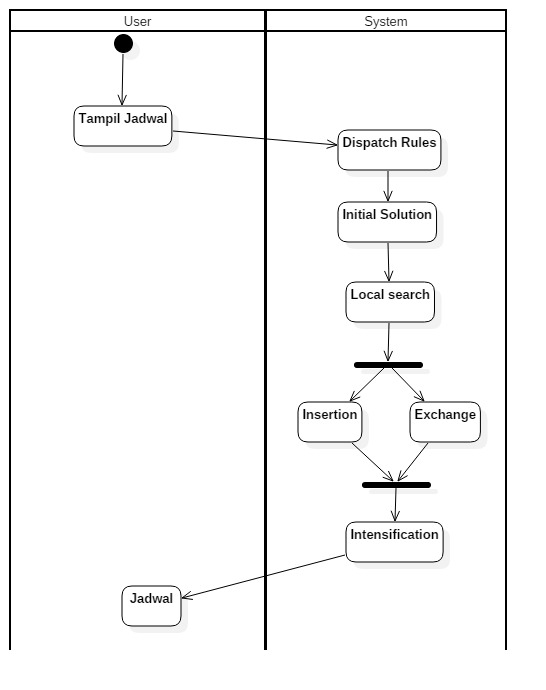 User
System
Tampil Jadwal
Dispatch Rules
Initial Solution
Local search
Insertion
Exchange
Intensification
Jadwal